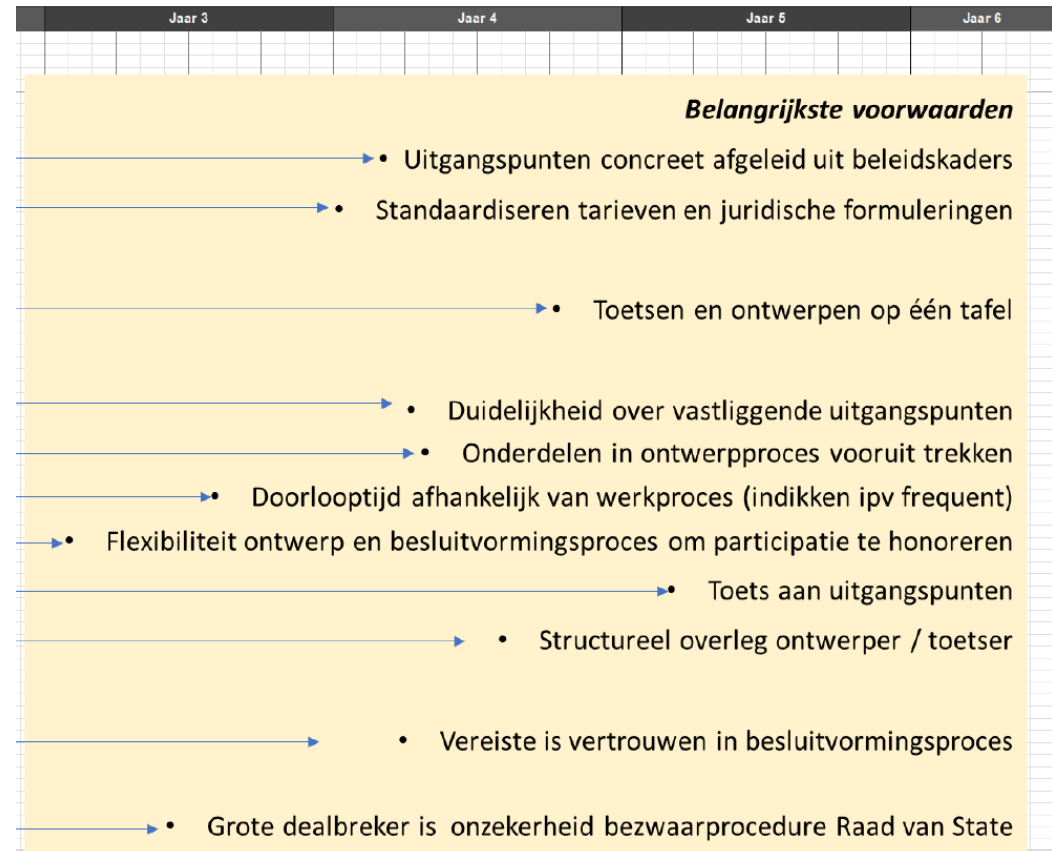 Jaar 3 Jaar 4 Jaar 5 Jaar 6
Belangrijkste voorwaarden
• Uitgangspunten concreet afgeleid uit beleidskaders
• Standaardiseren tarieven en juridische formuleringen
• Toetsen en ontwerpen op één tafel
• Duidelijkheid over vastliggende uitgangspunten
• Onderdelen in ontwerpproces vooruit trekken
• Doorlooptijd afhankelijk van werkproces (indikken ipv frequent)
• Flexibiliteit ontwerp en besluitvormingsproces om participatie te honoreren
• Toets aan uitgangspunten
• Structureel overleg ontwerper / toetser
• Vereiste is vertrouwen in besluitvormingsproces
• Grote dealbreker is onzekerheid bezwaarprocedure Raad van State